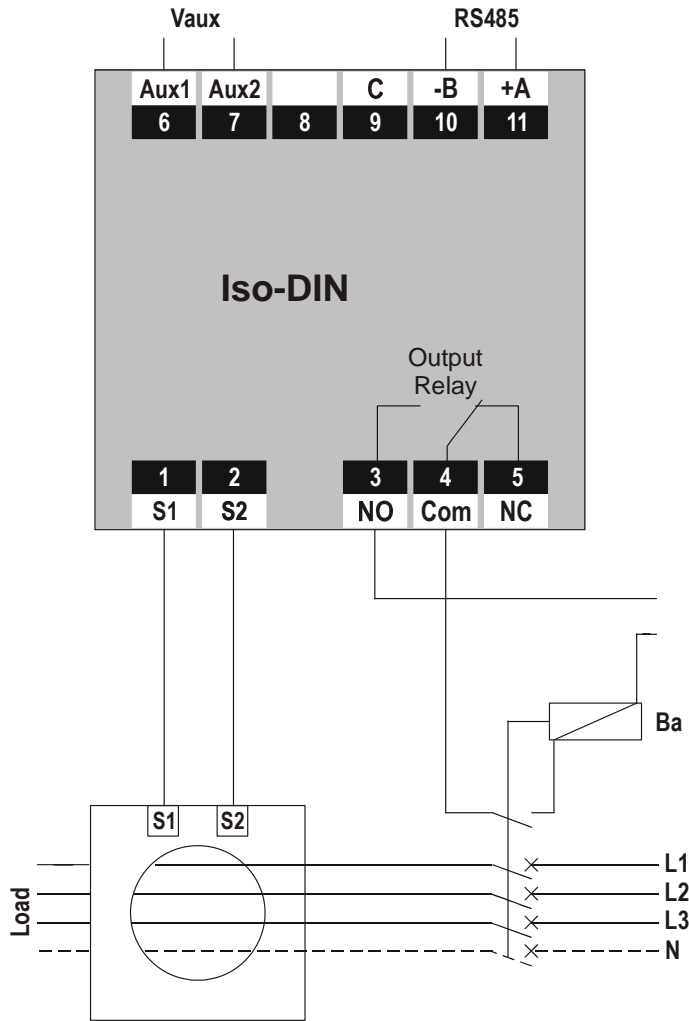 Vaux RS485
Aux1 Aux2 C -B +A
6 7 8 9 10 11
Iso-DIN
Output
Relay
1 2 3 4 5
S1 S2 NO Com NC
Ba
S1 S2
L1
L2
L3
N
Load